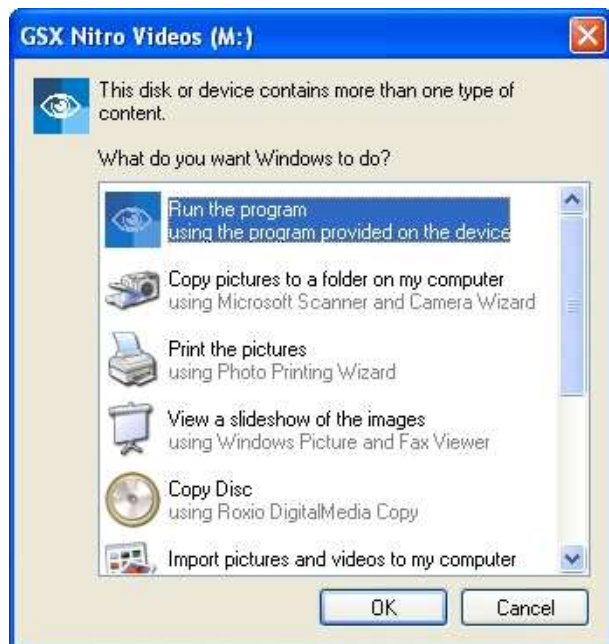 GSX Nitro Videos (M:)
This disk or device contains more than one type of
content.
What do you want Windows to do?
Run the program
using the program provided on the device
Copy pictures to a folder on my computer
using Microsoft Scanner and Camera Wizard
Print the pictures
using Photo Printing Wizard
View a slideshow of the images
using Windows Picture and Fax Viewer
Copy Disc
using Roxio DigitalMedia Copy
Import pictures and videos to my computer
OK
Cancel